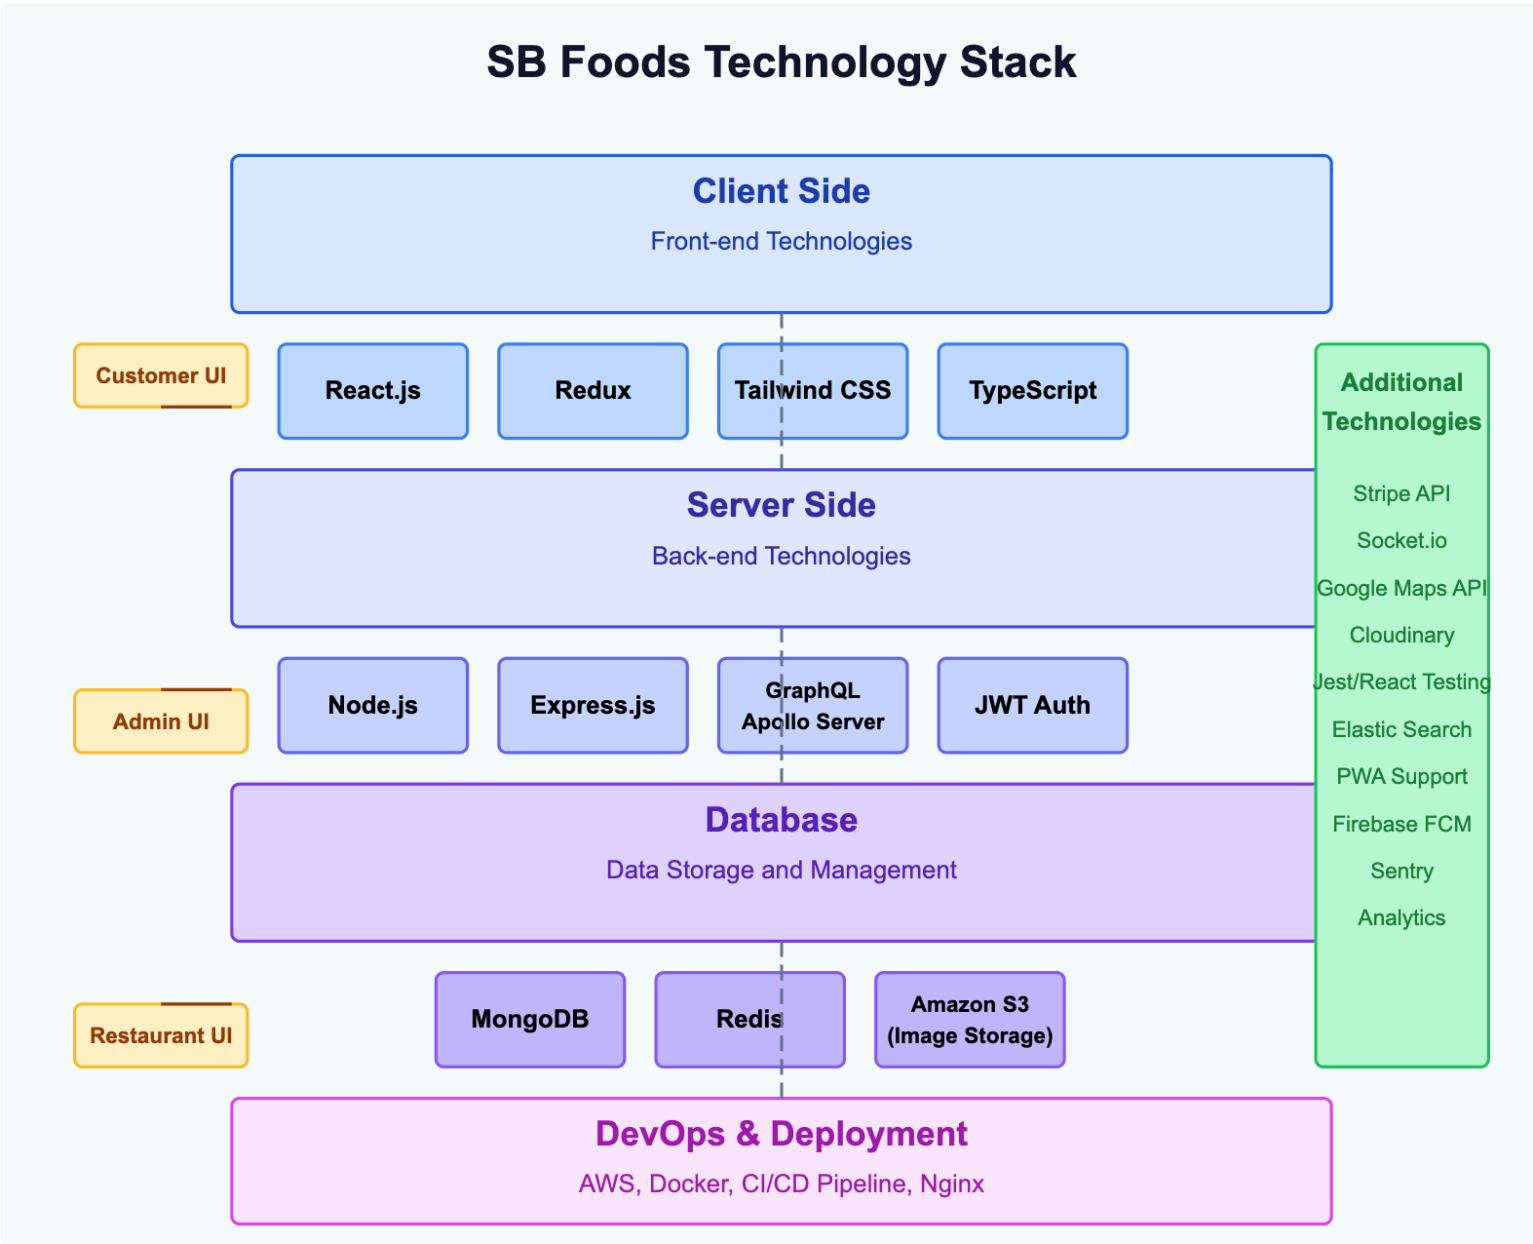 SB Foods Technology Stack
Client Side
Front-end Technologies
Customer UI
React.js
Redux
Tailwind CSS
TypeScript
Server Side
Back-end Technologies
Admin UI
Node.js
Express.js
GraphQL
Apollo Server
JWT Auth
Database
Data Storage and Management
Restaurant UI
MongoDB
Redis
Amazon S3
(Image Storage)
DevOps & Deployment
AWS, Docker, CI/CD Pipeline, Nginx
Additional
Technologies
Stripe API
Socket.io
Google Maps API
Cloudinary
Jest/React Testing
Elastic Search
PWA Support
Firebase FCM
Sentry
Analytics